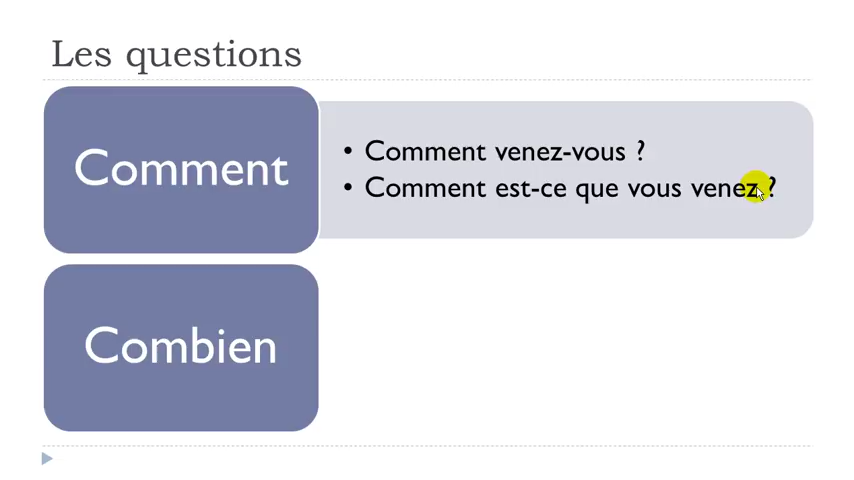 Les questions
Comment
• Comment venez-vous ?
• Comment est-ce que vous venez ?
Combien